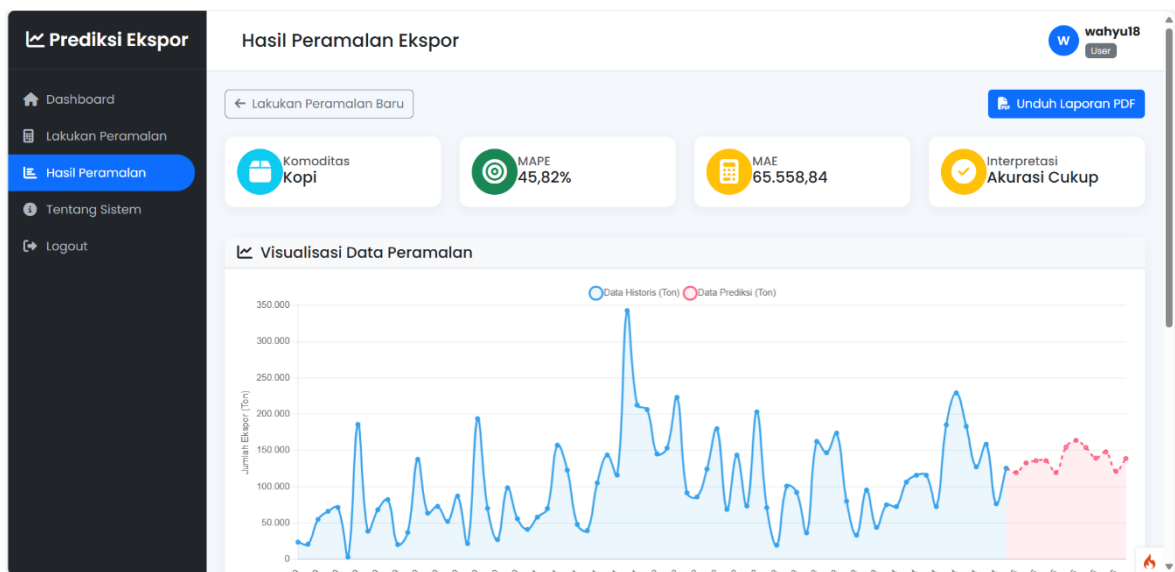 Prediksi Ekspor
Hasil Peramalan Ekspor
W
wahyu18
User
Dashboard
Lakukan Peramalan
Hasil Peramalan
Tentang Sistem
Logout
Lakukan Peramalan Baru
Unduh Laporan PDF
Komoditas
Kopi
MAPE
45,82%
MAE
65.558,84
Interpretasi
Akurasi Cukup
Visualisasi Data Peramalan
Data Historis (Ton) Data Prediksi (Ton)
Jumlah Ekspor (Ton)
350.000
300.000
250.000
200.000
150.000
100.000
50.000
0